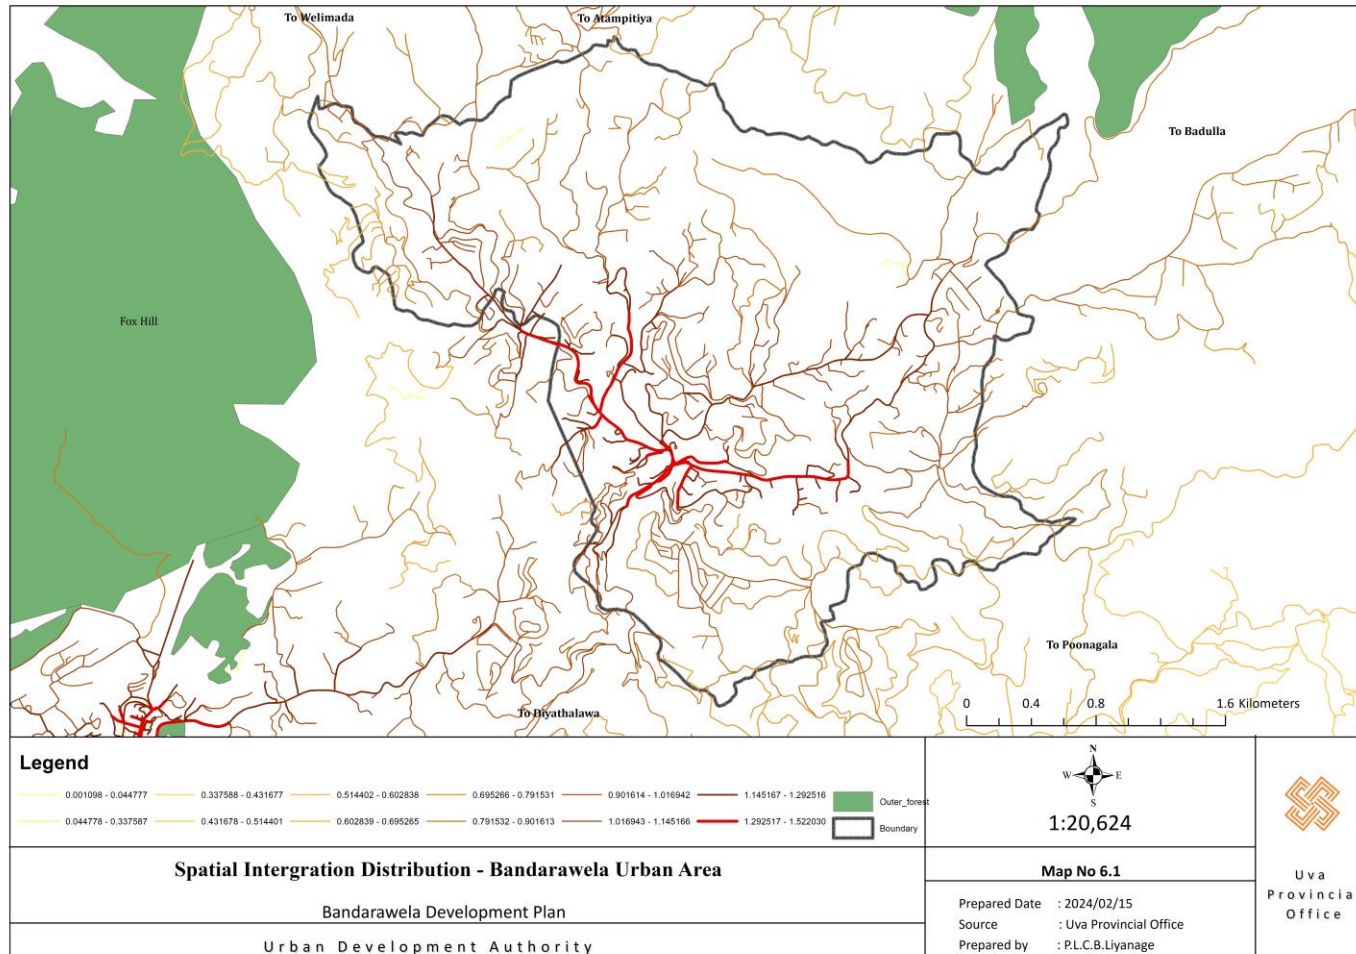 To Welimada
To Atampitiya
To Badulla
Fox Hill
To Poonagala
To Diyathalawa
0 0.4 0.8 1.6 Kilometers
Legend
0.001098 - 0.044777 0.337588 - 0.431677 0.514402 - 0.602838 0.695266 - 0.791531 0.901614 - 1.016942 1.145167 - 1.292516 Outer_forest
0.044778 - 0.337587 0.431678 - 0.514401 0.602839 - 0.695265 0.791532 - 0.901613 1.016943 - 1.145166 1.292517 - 1.522030 Boundary
N
W E
S
1:20,624
Spatial Intergration Distribution - Bandarawela Urban Area
Bandarawela Development Plan
Urban Development Authority
Map No 6.1
Prepared Date : 2024/02/15
Source : Uva Provincial Office
Prepared by : P.L.C.B.Liyanage
Uva
Provincia
Office